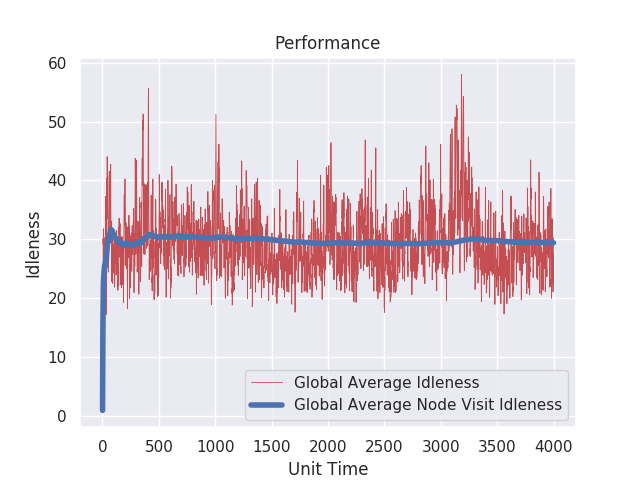 Performance
60
50
40
30
20
10
0
Idleness
0 500 1000 1500 2000 2500 3000 3500 4000
Unit Time
Global Average Idleness
Global Average Node Visit Idleness